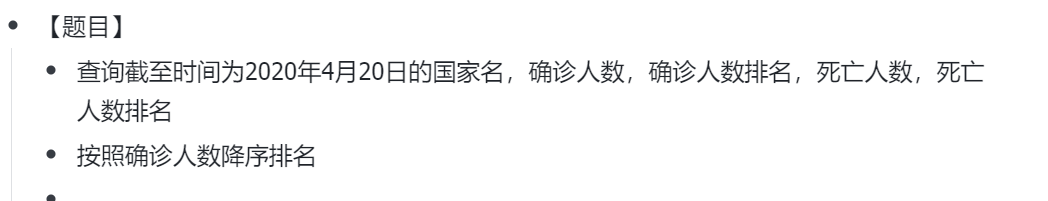 【题目】
查询截至时间为2020年4月20日的国家名，确诊人数，确诊人数排名，死亡人数，死亡
人数排名
按照确诊人数降序排名